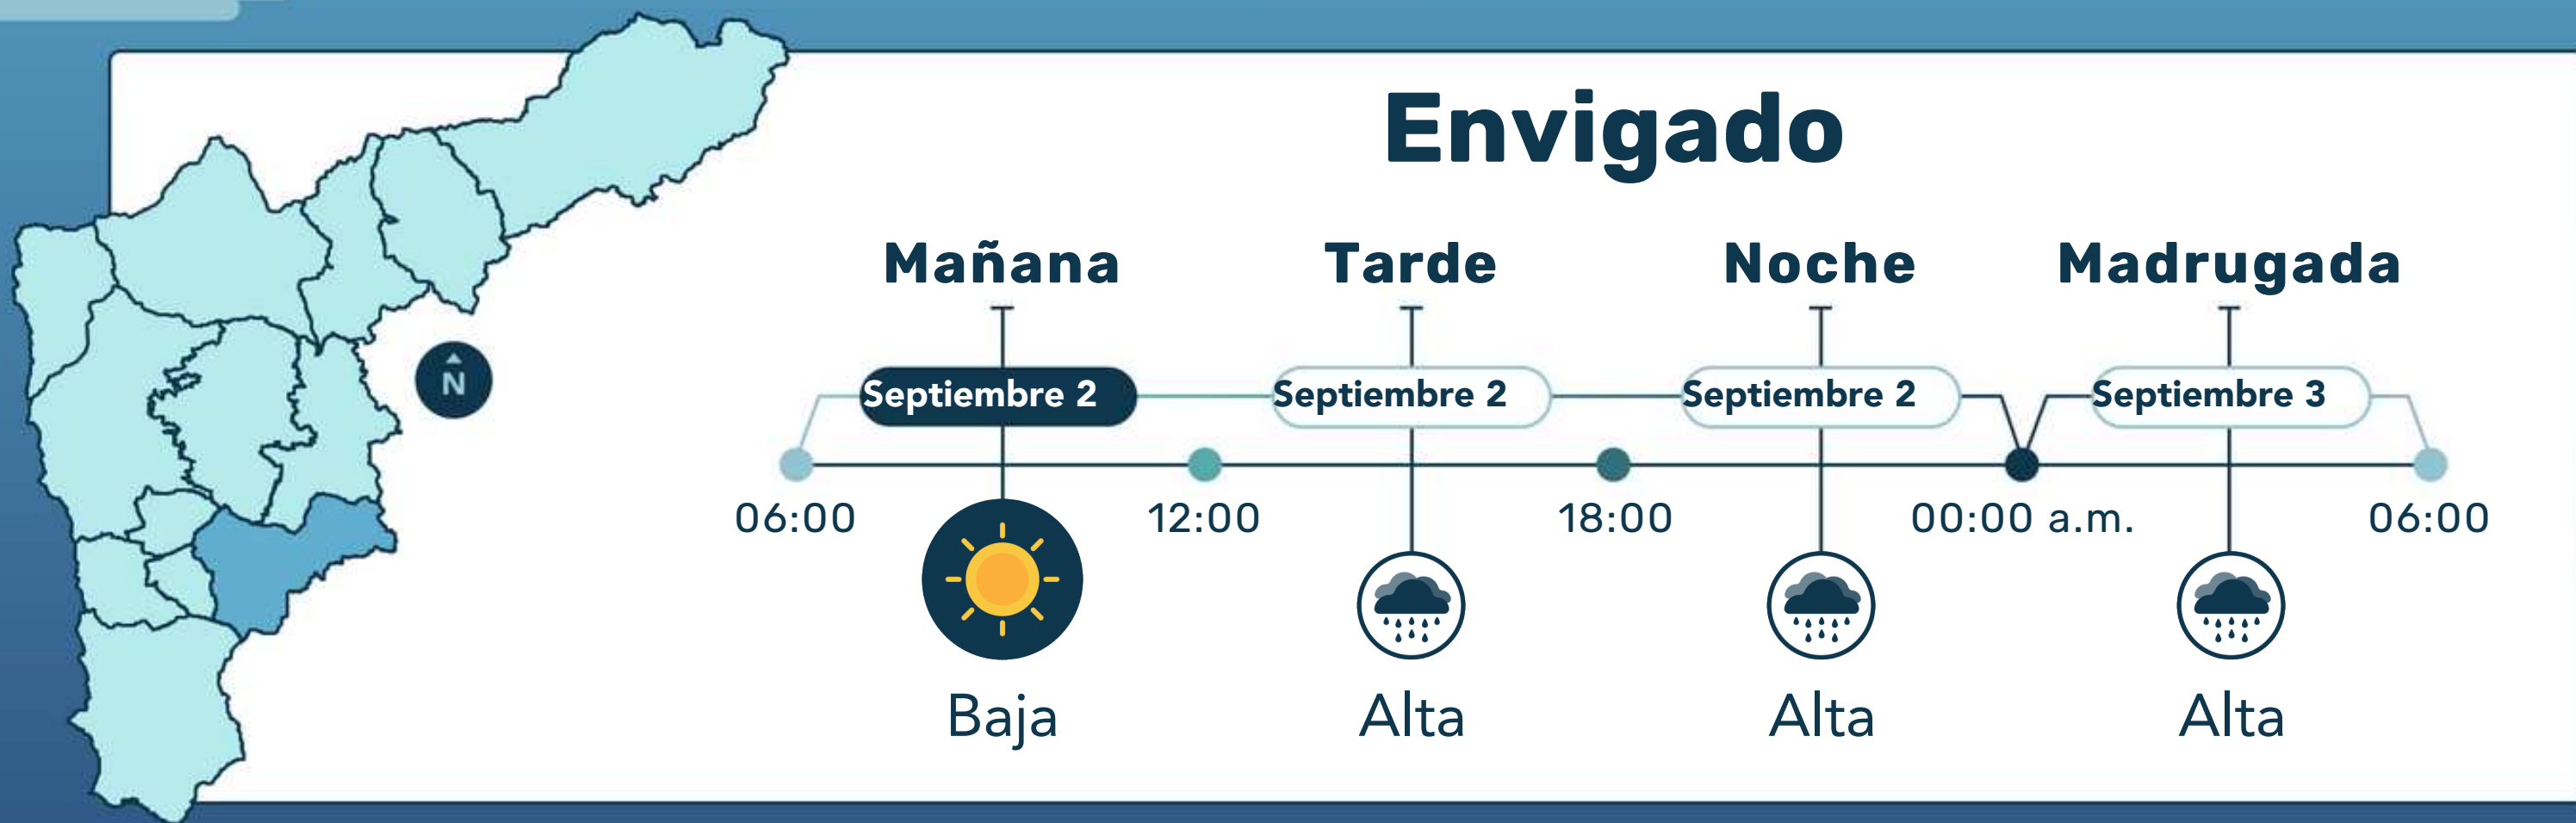 Envigado
Mañana Tarde Noche Madrugada
N
Septiembre 2 Septiembre 2 Septiembre 2 Septiembre 3
06:00 12:00 18:00 00:00 a.m. 06:00
Baja Alta Alta Alta